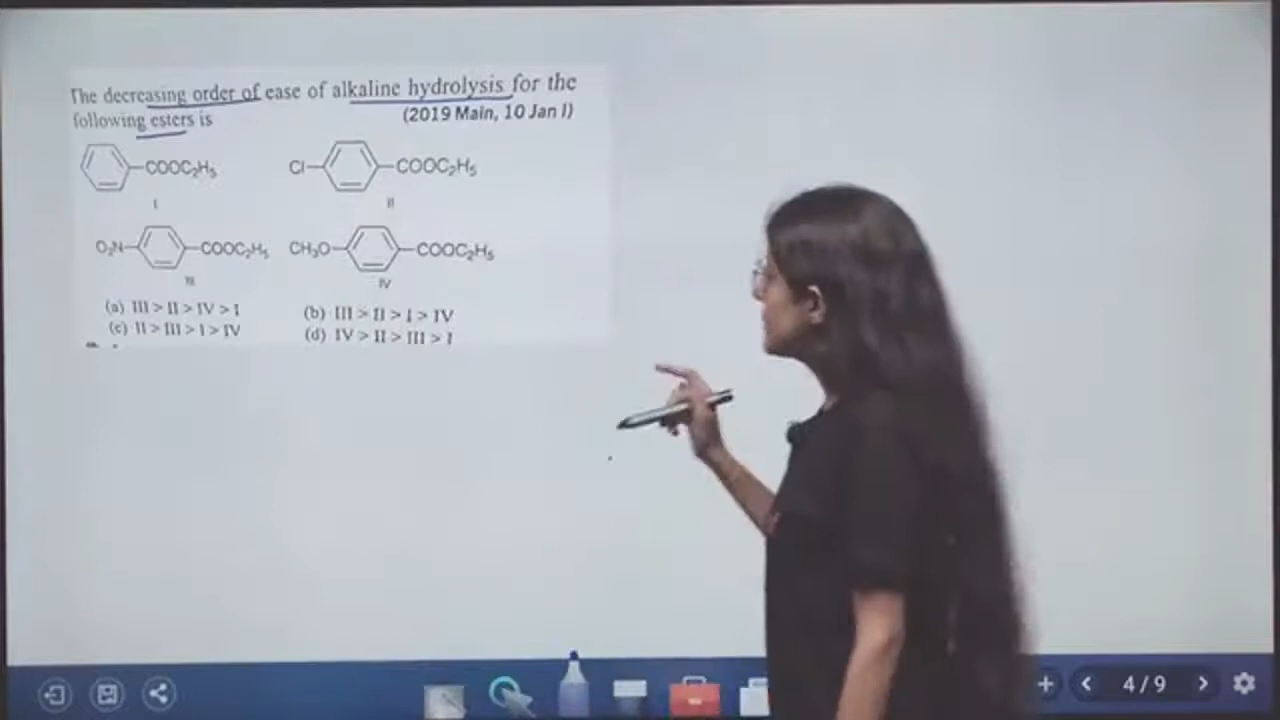 The decreasing order of ease of alkaline hydrolysis for the
following esters is
(2019 Main, 10 Jan I)
COOC₂H₅
I
Cl COOC₂H₅
II
O₂N COOC₂H₅
III
CH₃O COOC₂H₅
IV
(a) III > II > IV > I
(b) III > II > I > IV
(c) II > III > I > IV
(d) IV > II > III > I
4/9